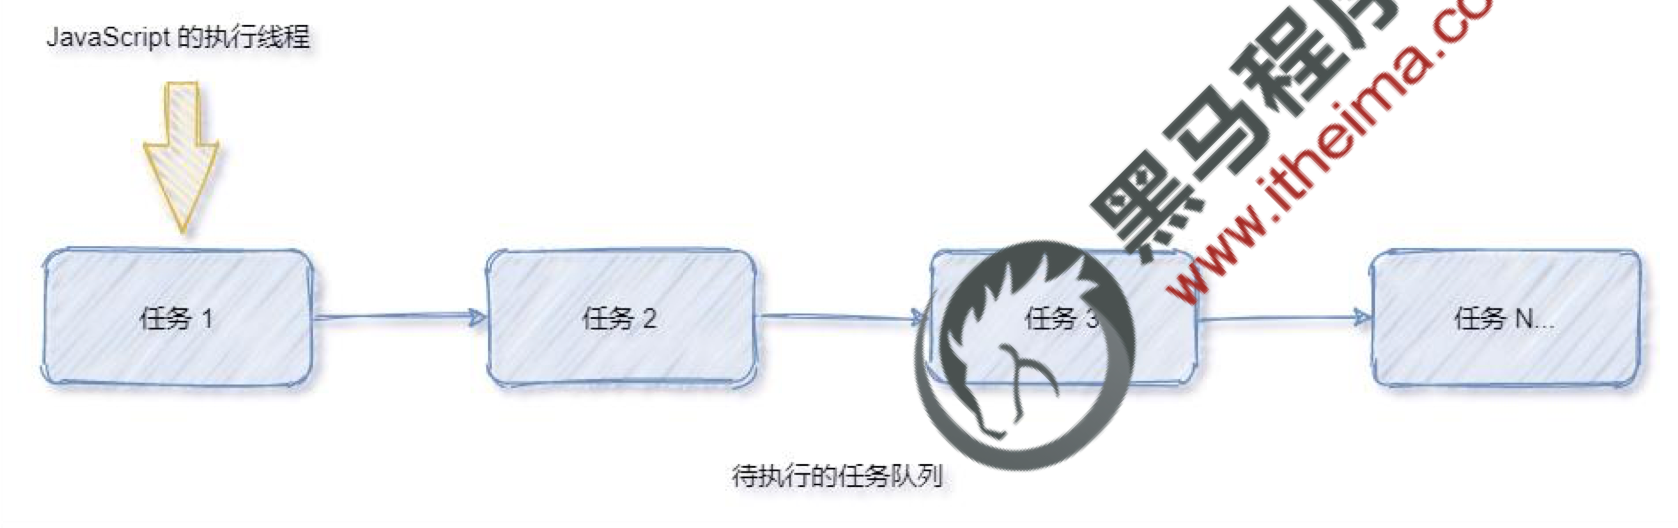 JavaScript 的执行线程
任务 1
任务 2
任务 3
任务 N...
待执行的任务队列
黑马程序
www.itheima.co